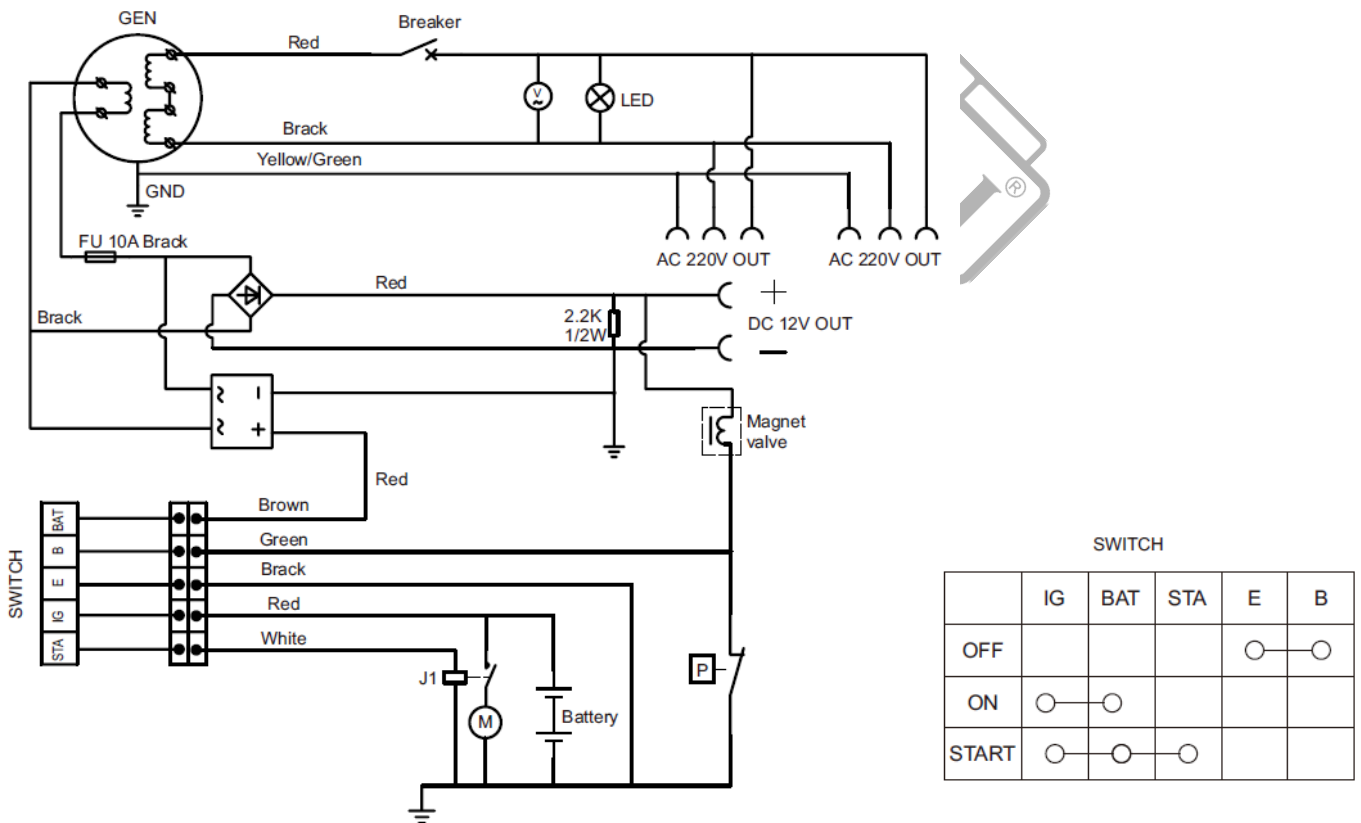 GEN
Breaker
Red
V
LED
Brack
Yellow/Green
GND
FU 10A Brack
AC 220V OUT
AC 220V OUT
Red
+
2.2K
1/2W
DC 12V OUT
—
Brack
~ −
~ +
Magnet
valve
Red
SWITCH
BAT
B
E
IG
STA
Brown
Green
Brack
Red
White
J1
M
Battery
P
®
SWITCH
IG BAT STA E B
OFF
ON
START